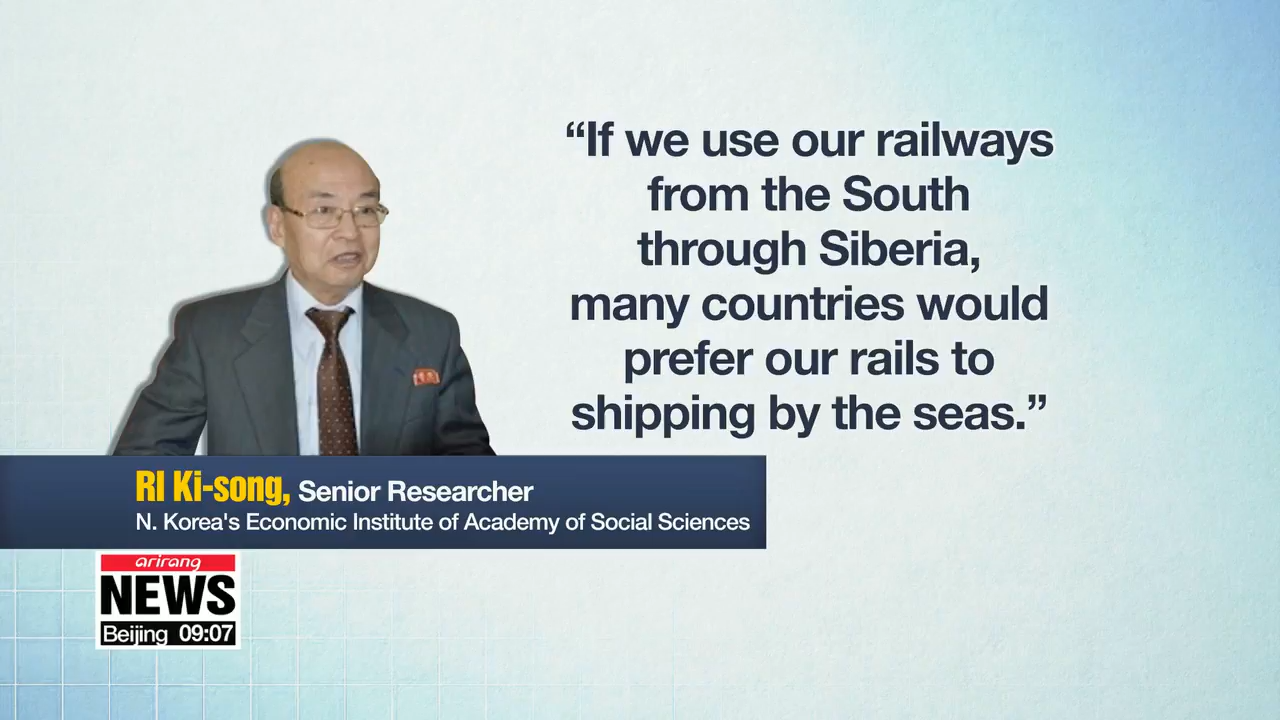 “If we use our railways
from the South
through Siberia,
many countries would
prefer our rails to
shipping by the seas.”
RI Ki-song, Senior Researcher
N. Korea's Economic Institute of Academy of Social Sciences
arirang
NEWS
Beijing 09:07